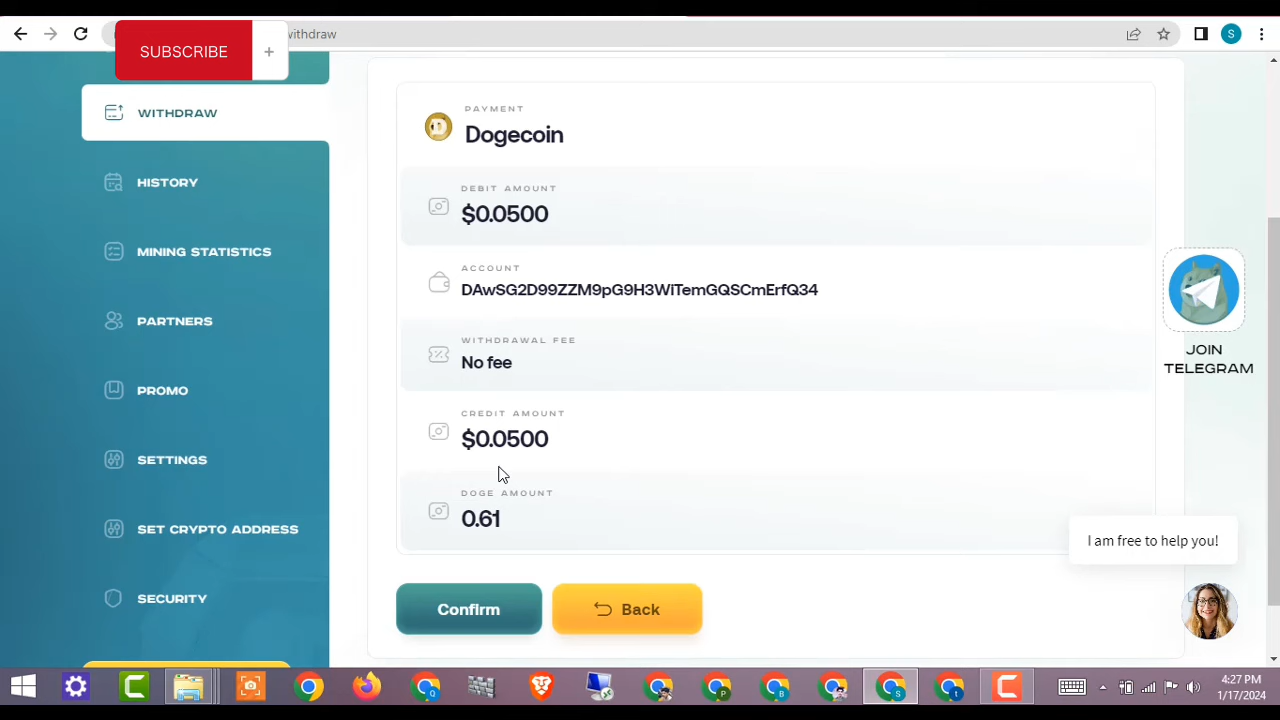 withdraw
SUBSCRIBE +
S
WITHDRAW
HISTORY
MINING STATISTICS
PARTNERS
PROMO
SETTINGS
SET CRYPTO ADDRESS
SECURITY
PAYMENT
Dogecoin
DEBIT AMOUNT
$0.0500
ACCOUNT
DAwSG2D99ZZM9pG9H3WiTemGQSCmErfQ34
WITHDRAWAL FEE
No fee
CREDIT AMOUNT
$0.0500
DOGE AMOUNT
0.61
Confirm
Back
JOIN
TELEGRAM
I am free to help you!
4:27 PM
1/17/2024